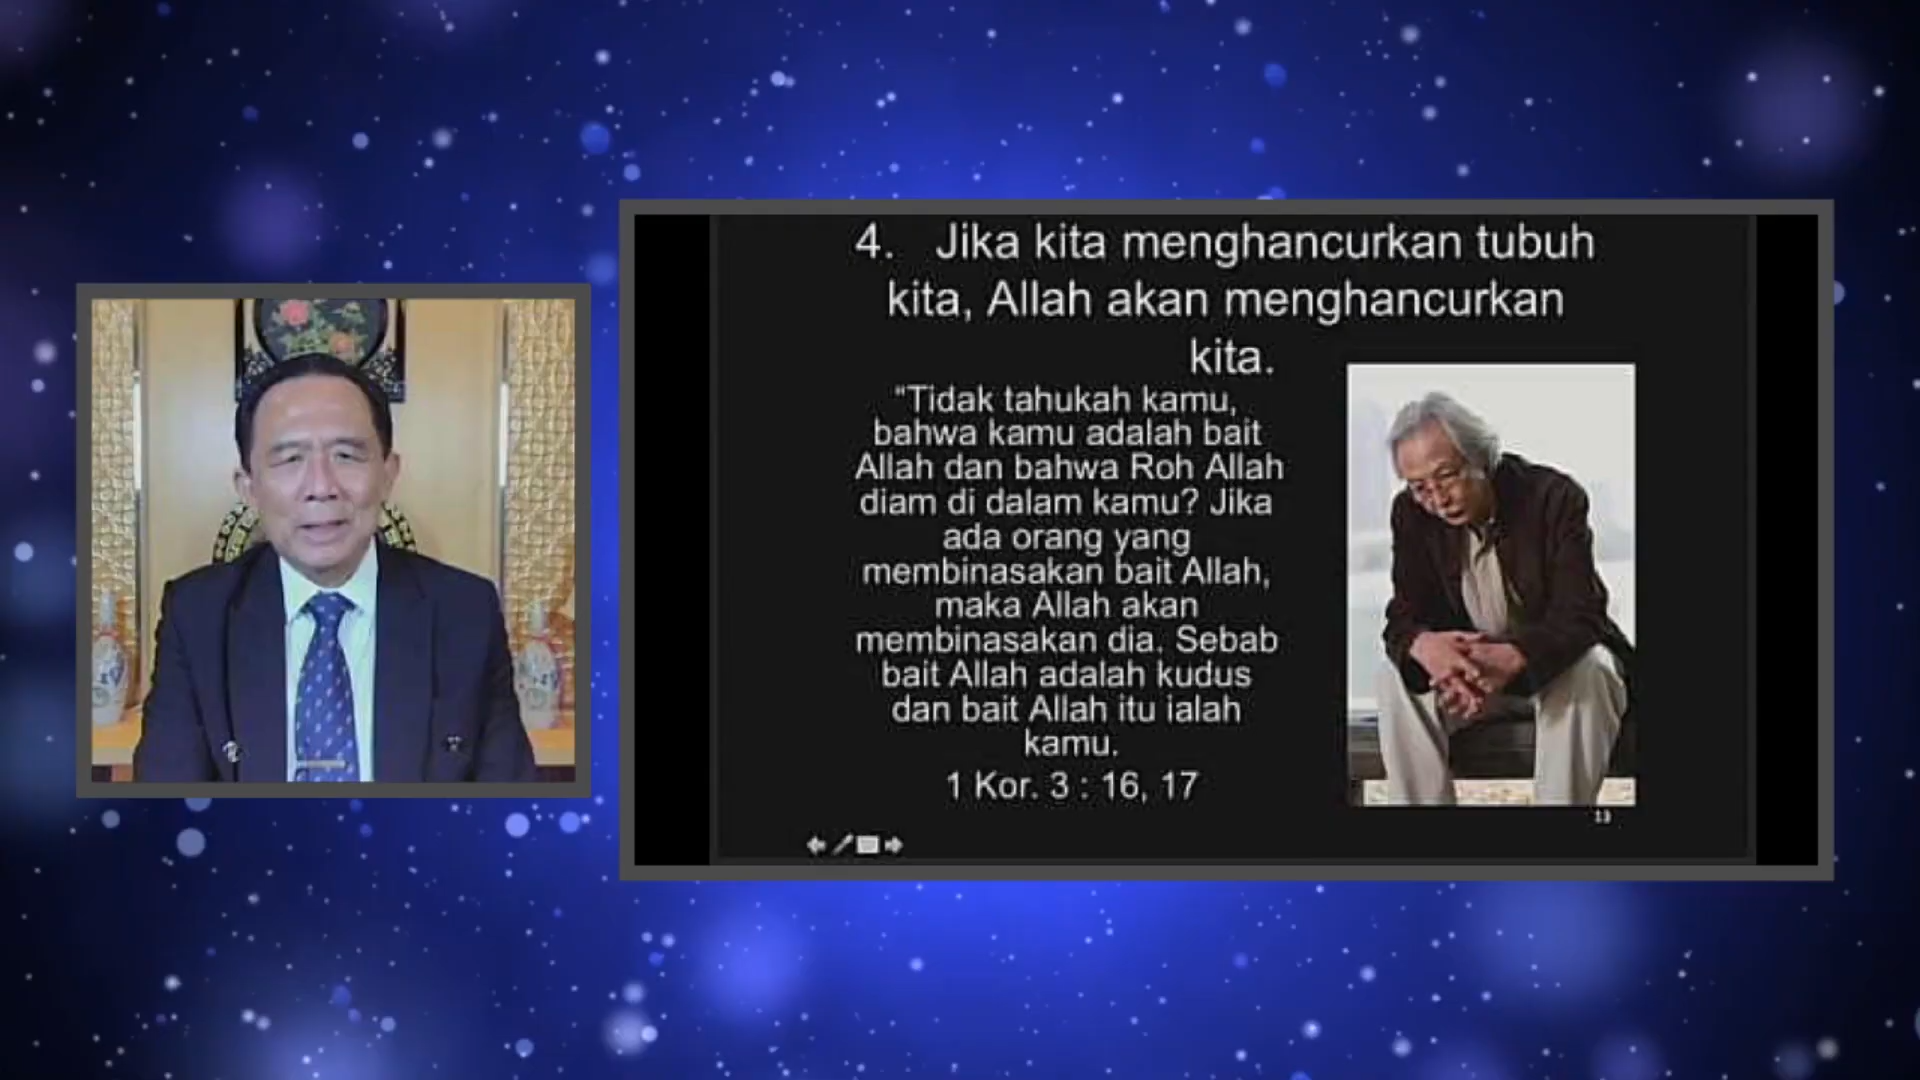 4. Jika kita menghancurkan tubuh
kita, Allah akan menghancurkan
kita.
“Tidak tahukah kamu,
bahwa kamu adalah bait
Allah dan bahwa Roh Allah
diam di dalam kamu? Jika
ada orang yang
membinasakan bait Allah,
maka Allah akan
membinasakan dia. Sebab
bait Allah adalah kudus
dan bait Allah itu ialah
kamu.
1 Kor. 3 : 16, 17
13